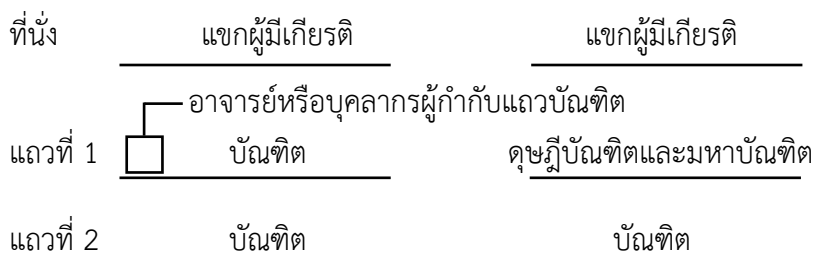 ที่นั่ง แขกผู้มีเกียรติ แขกผู้มีเกียรติ
อาจารย์หรือบุคลากรผู้กำกับแถวบัณฑิต
แถวที่ 1 บัณฑิต ดุษฎีบัณฑิตและมหาบัณฑิต
แถวที่ 2 บัณฑิต บัณฑิต